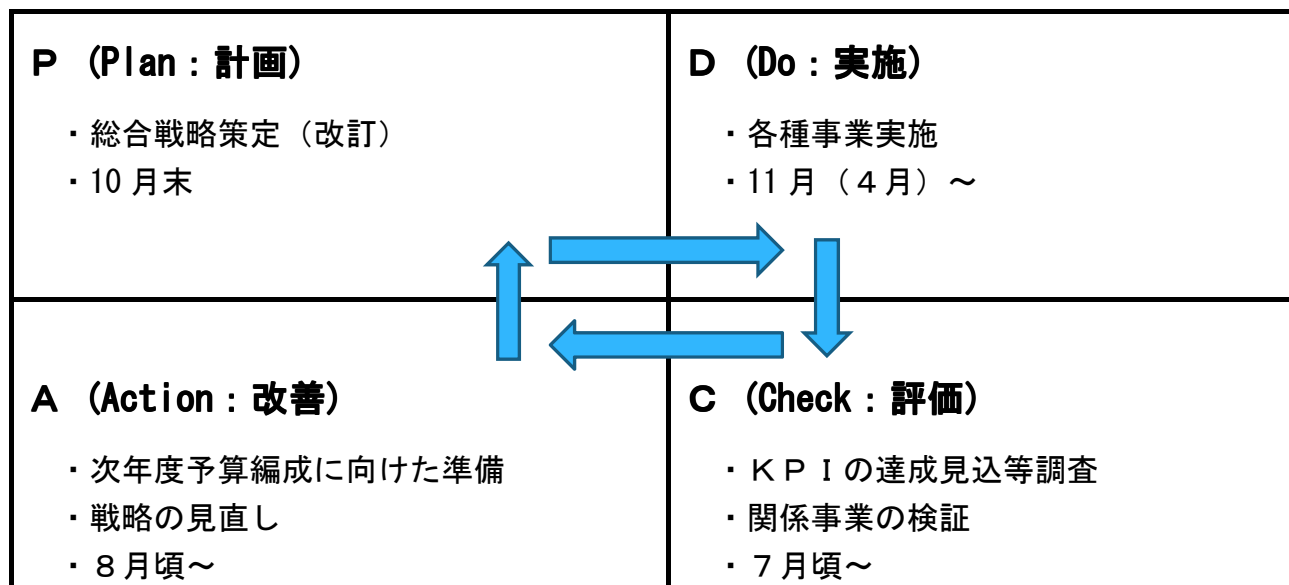 Ｐ (Plan：計画)
・総合戦略策定（改訂）
・10 月末
Ｄ (Do：実施)
・各種事業実施
・11 月（４月）～
Ａ (Action：改善)
・次年度予算編成に向けた準備
・戦略の見直し
・８月頃～
Ｃ (Check：評価)
・ＫＰＩの達成見込等調査
・関係事業の検証
・７月頃～